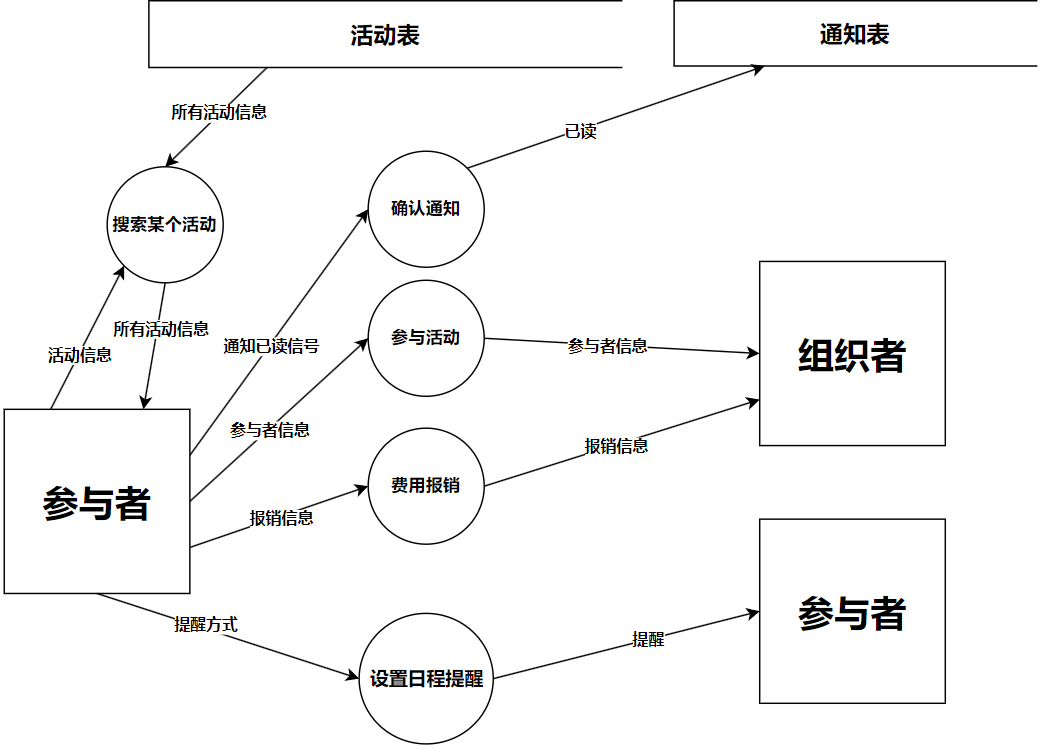 活动表
通知表
所有活动信息
已读
搜索某个活动
确认通知
所有活动信息
活动信息
通知已读信号
参与活动
参与者信息
组织者
参与者信息
报销信息
参与者
费用报销
报销信息
提醒方式
设置日程提醒
提醒
参与者